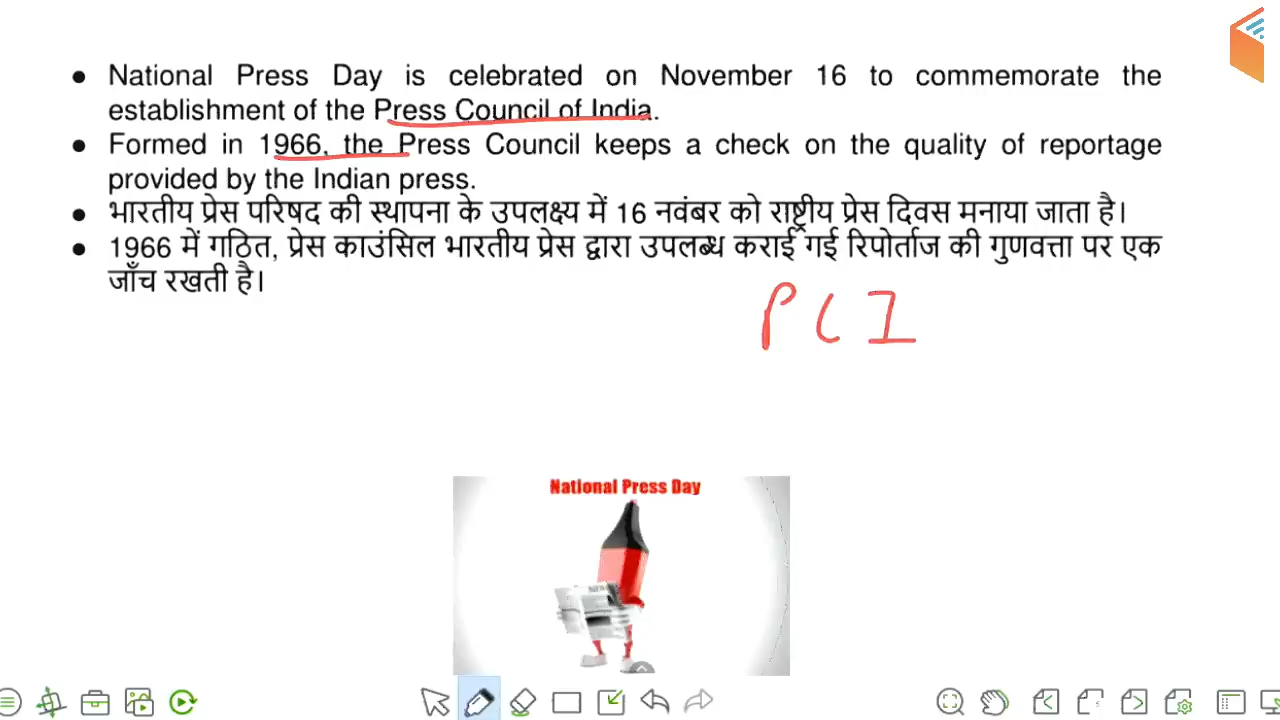 ● National Press Day is celebrated on November 16 to commemorate the
establishment of the Press Council of India.
● Formed in 1966, the Press Council keeps a check on the quality of reportage
provided by the Indian press.
● भारतीय प्रेस परिषद की स्थापना के उपलक्ष्य में 16 नवंबर को राष्ट्रीय प्रेस दिवस मनाया जाता है।
● 1966 में गठित, प्रेस काउंसिल भारतीय प्रेस द्वारा उपलब्ध कराई गई रिपोर्ताज की गुणवत्ता पर एक
जाँच रखती है।
PCI
National Press Day